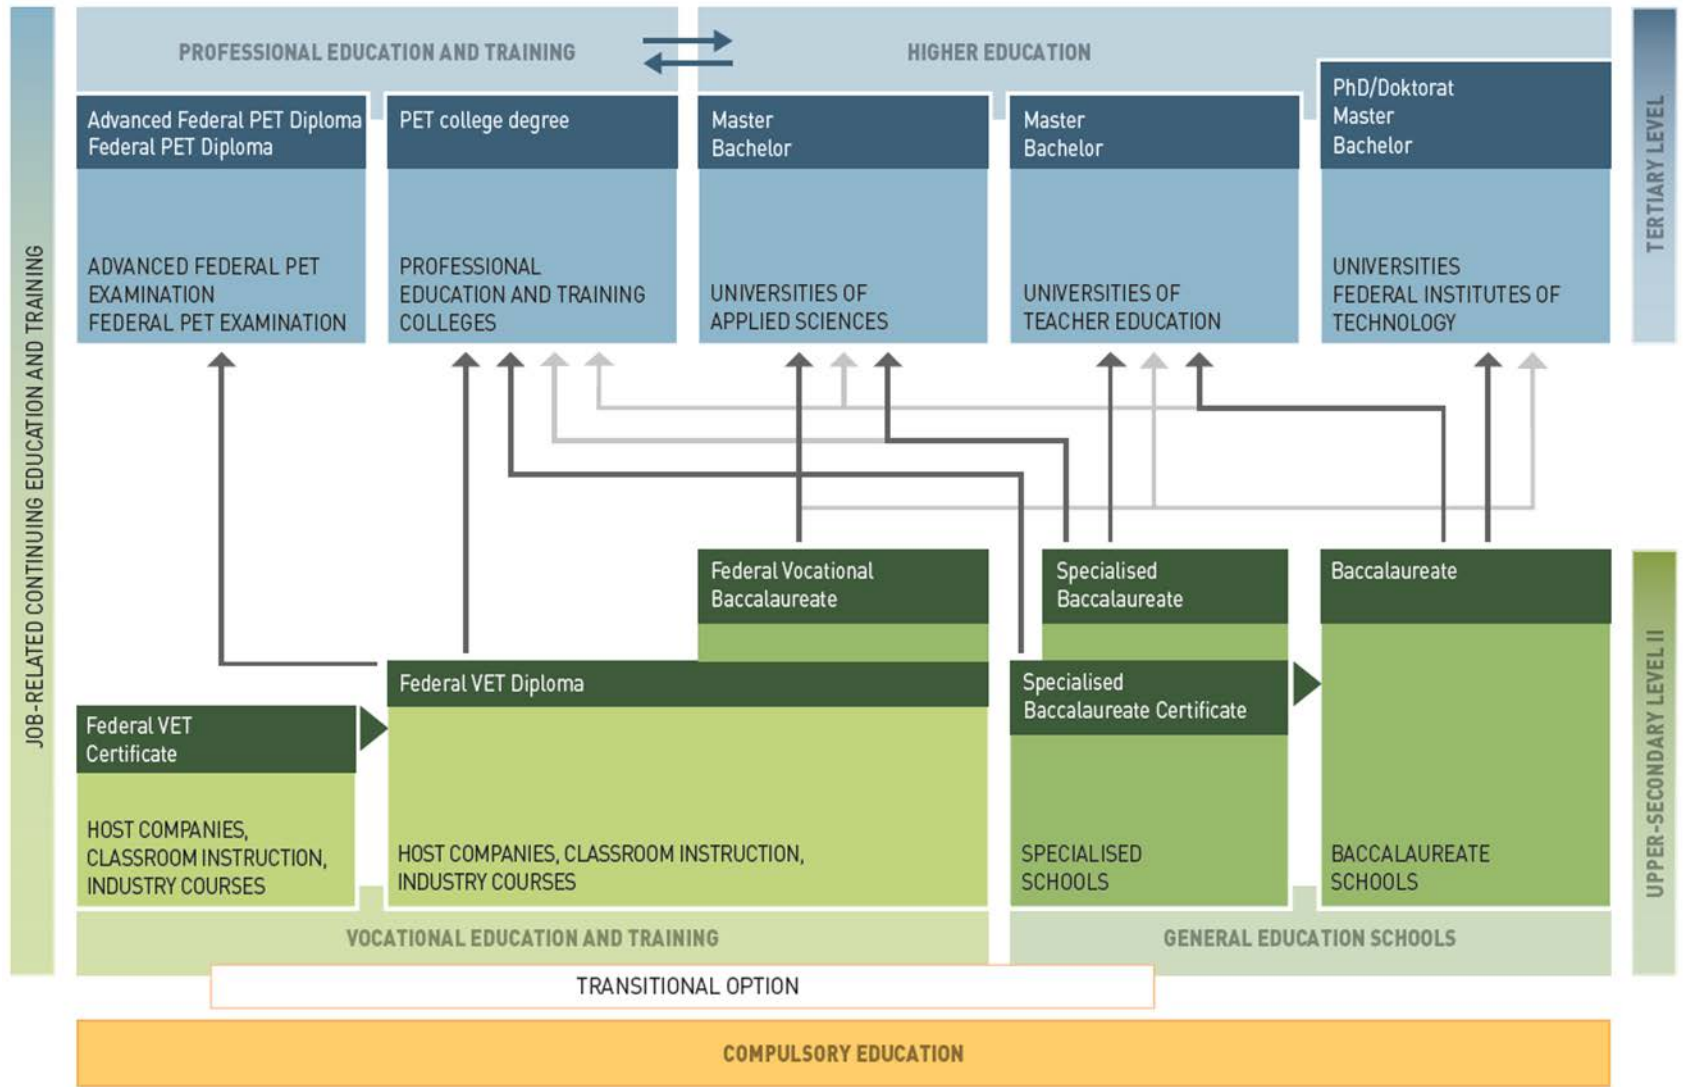 PROFESSIONAL EDUCATION AND TRAINING
HIGHER EDUCATION
Advanced Federal PET Diploma
Federal PET Diploma
ADVANCED FEDERAL PET
EXAMINATION
FEDERAL PET EXAMINATION
PET college degree
PROFESSIONAL
EDUCATION AND TRAINING
COLLEGES
Master
Bachelor
UNIVERSITIES OF
APPLIED SCIENCES
Master
Bachelor
UNIVERSITIES OF
TEACHER EDUCATION
PhD/Doktorat
Master
Bachelor
UNIVERSITIES
FEDERAL INSTITUTES OF
TECHNOLOGY
TERTIARY LEVEL
JOB-RELATED CONTINUING EDUCATION AND TRAINING
Federal VET
Certificate
HOST COMPANIES,
CLASSROOM INSTRUCTION,
INDUSTRY COURSES
Federal Vocational
Baccalaureate
Federal VET Diploma
HOST COMPANIES, CLASSROOM INSTRUCTION,
INDUSTRY COURSES
Specialised
Baccalaureate
Specialised
Baccalaureate Certificate
SPECIALISED
SCHOOLS
Baccalaureate
BACCALAUREATE
SCHOOLS
UPPER-SECONDARY LEVEL II
VOCATIONAL EDUCATION AND TRAINING
GENERAL EDUCATION SCHOOLS
TRANSITIONAL OPTION
COMPULSORY EDUCATION